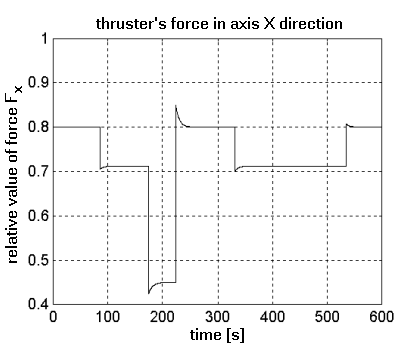 thruster's force in axis X direction
relative value of force Fx
1
0.9
0.8
0.7
0.6
0.5
0.4
0 100 200 300 400 500 600
time [s]